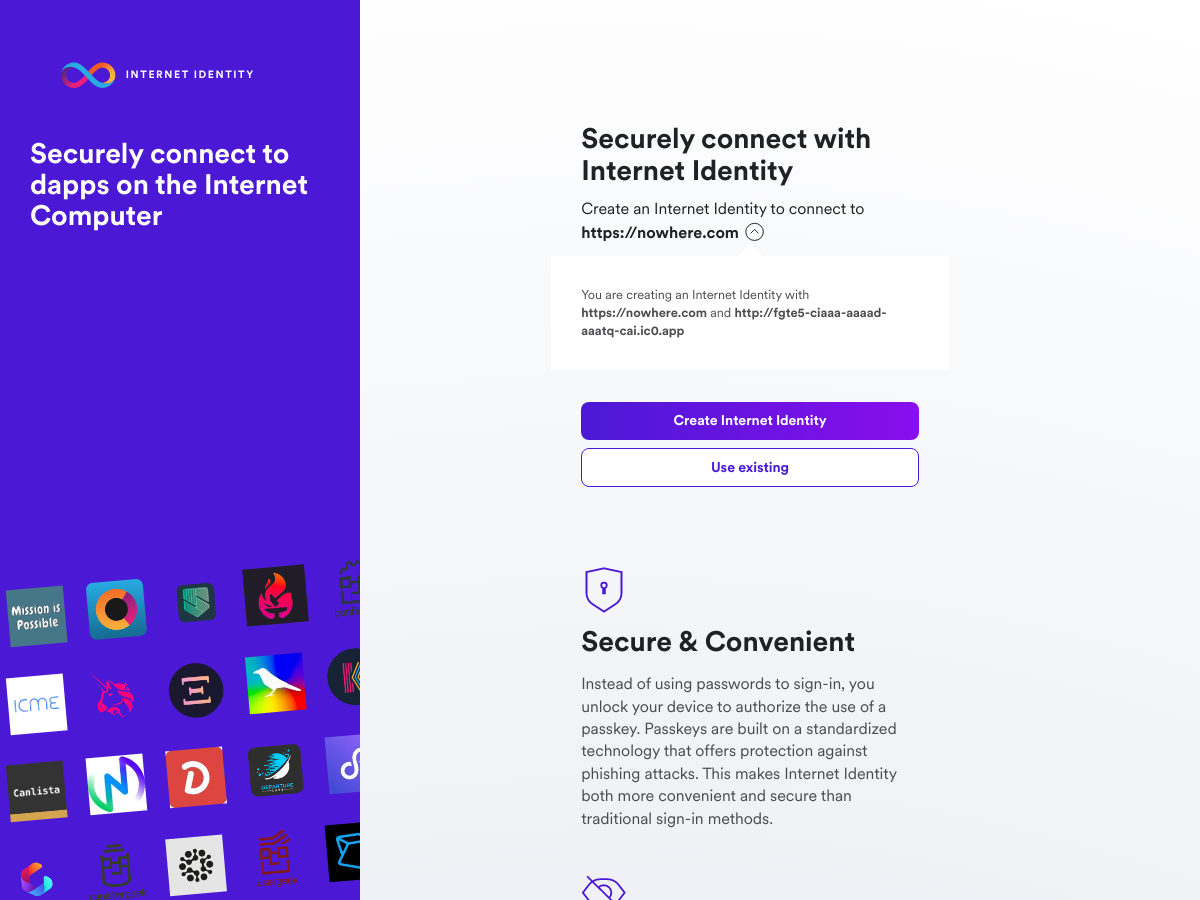 INTERNET IDENTITY
Securely connect to
dapps on the Internet
Computer
Mission is
Possible
ICME
Canlista
DEPARTURE
Securely connect with
Internet Identity
Create an Internet Identity to connect to
https://nowhere.com
You are creating an Internet Identity with
https://nowhere.com and http://fgte5-ciaaa-aaaad-
aaatq-cai.ic0.app
Create Internet Identity
Use existing
Secure & Convenient
Instead of using passwords to sign-in, you
unlock your device to authorize the use of a
passkey. Passkeys are built on a standardized
technology that offers protection against
phishing attacks. This makes Internet Identity
both more convenient and secure than
traditional sign-in methods.